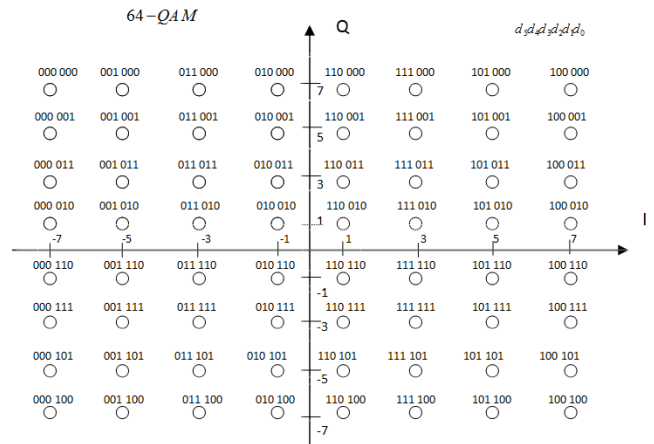 64-QAM
Q
d₅d₄d₃d₂d₁d₀
000 000 001 000 011 000 010 000 110 000 111 000 101 000 100 000
7
000 001 001 001 011 001 010 001 110 001 111 001 101 001 100 001
5
000 011 001 011 011 011 010 011 110 011 111 011 101 011 100 011
3
000 010 001 010 011 010 010 010 110 010 111 010 101 010 100 010
1
I
-7 -5 -3 -1 1 3 5 7
000 110 001 110 011 110 010 110 110 110 111 110 101 110 100 110
-1
000 111 001 111 011 111 010 111 110 111 111 111 101 111 100 111
-3
000 101 001 101 011 101 010 101 110 101 111 101 101 101 100 101
-5
000 100 001 100 011 100 010 100 110 100 111 100 101 100 100 100
-7